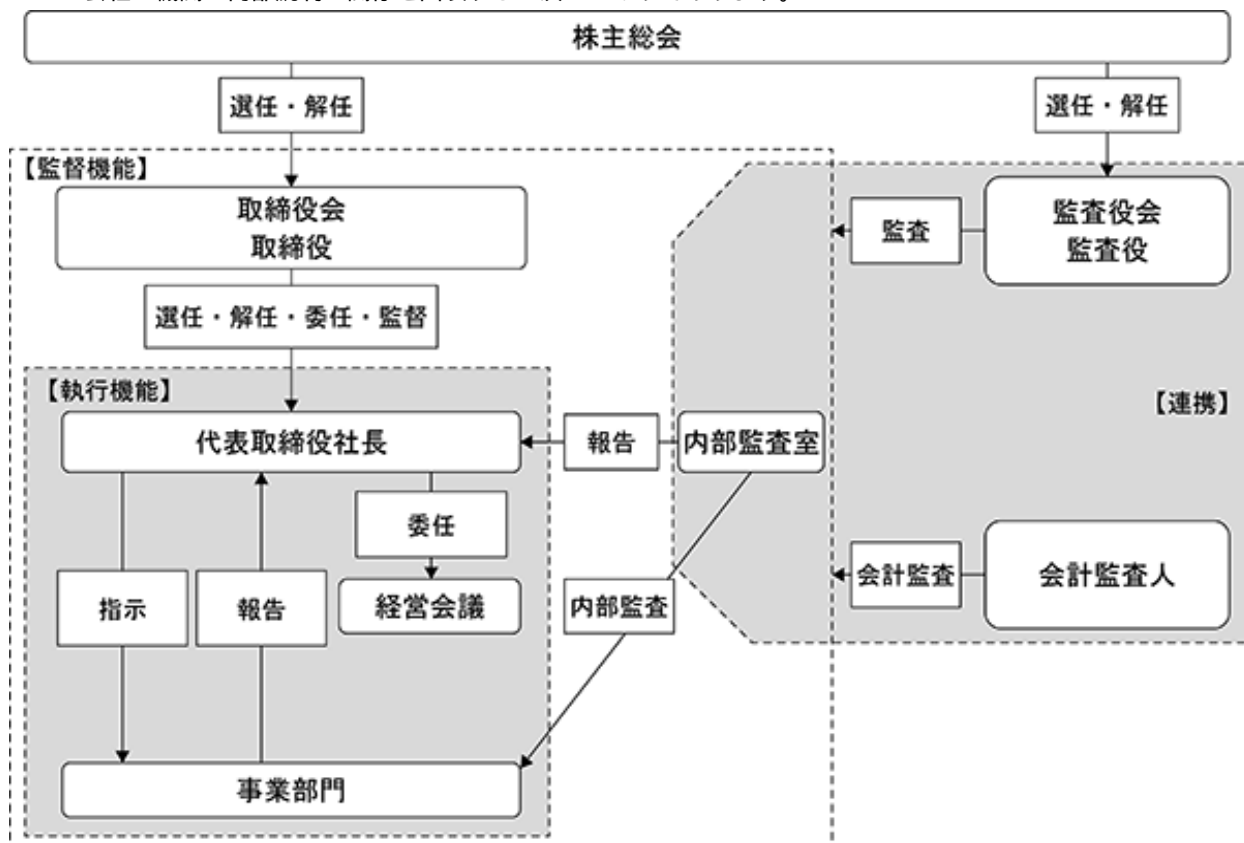 株主総会
選任・解任
選任・解任
【監督機能】
取締役会
取締役
監査
監査役会
監査役
選任・解任・委任・監督
【執行機能】
【連携】
代表取締役社長
報告
内部監査室
委任
指示
報告
経営会議
内部監査
会計監査
会計監査人
事業部門